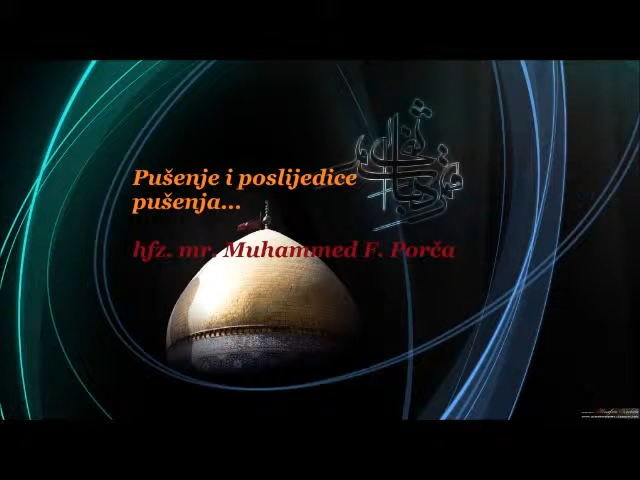 Pušenje i poslijedice
pušenja...
hfz. mr. Muhammed F. Porča